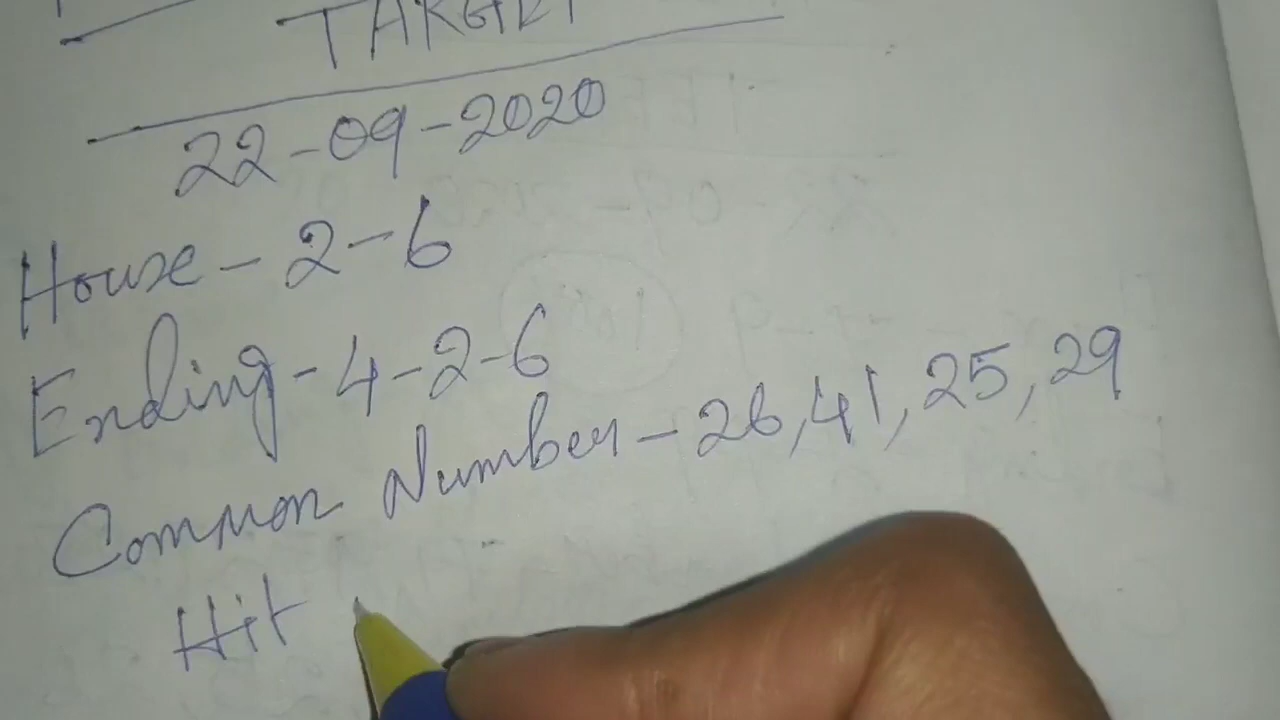 TARGET
22-09-2020
House - 2-6
Ending - 4-2-6
Common Number - 26, 41, 25, 29
Hit